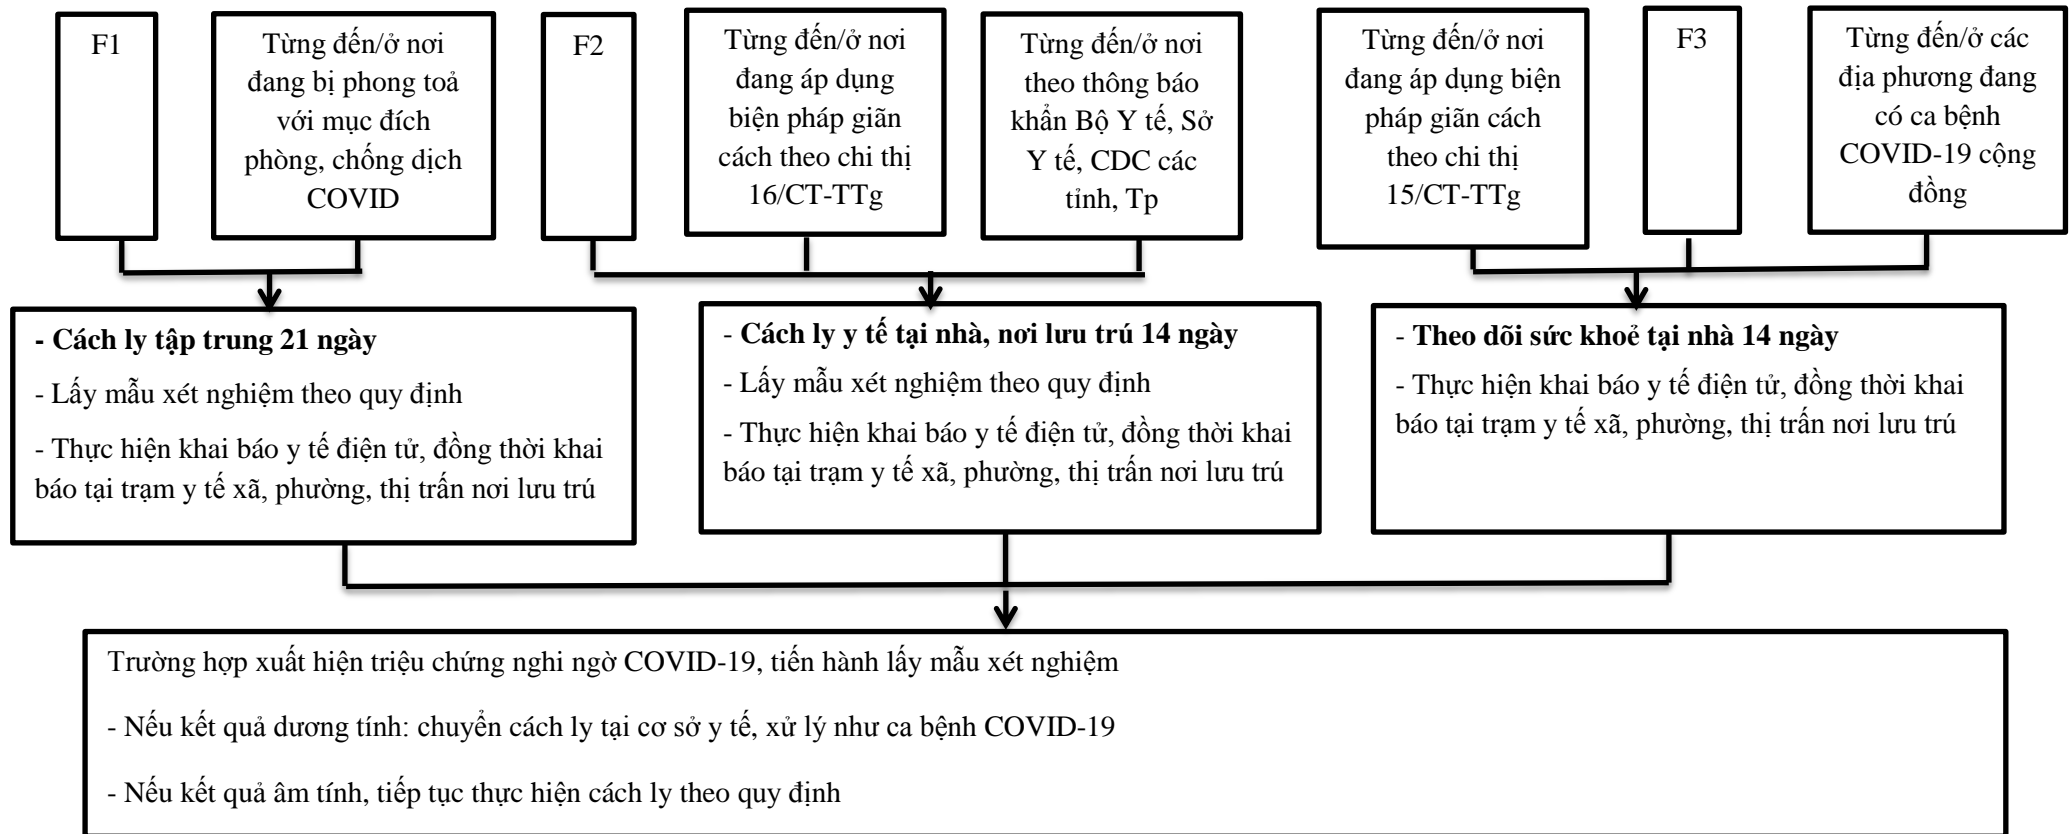 F1
Từng đến/ở nơi
đang bị phong toả
với mục đích
phòng, chống dịch
COVID
F2
Từng đến/ở nơi
đang áp dụng
biện pháp giãn
cách theo chi thị
16/CT-TTg
Từng đến/ở nơi
theo thông báo
khẩn Bộ Y tế, Sở
Y tế, CDC các
tỉnh, Tp
Từng đến/ở nơi
đang áp dụng biện
pháp giãn cách
theo chi thị
15/CT-TTg
F3
Từng đến/ở các
địa phương đang
có ca bệnh
COVID-19 cộng
đồng
- Cách ly tập trung 21 ngày
- Lấy mẫu xét nghiệm theo quy định
- Thực hiện khai báo y tế điện tử, đồng thời khai
báo tại trạm y tế xã, phường, thị trấn nơi lưu trú
- Cách ly y tế tại nhà, nơi lưu trú 14 ngày
- Lấy mẫu xét nghiệm theo quy định
- Thực hiện khai báo y tế điện tử, đồng thời khai
báo tại trạm y tế xã, phường, thị trấn nơi lưu trú
- Theo dõi sức khoẻ tại nhà 14 ngày
- Thực hiện khai báo y tế điện tử, đồng thời khai
báo tại trạm y tế xã, phường, thị trấn nơi lưu trú
Trường hợp xuất hiện triệu chứng nghi ngờ COVID-19, tiến hành lấy mẫu xét nghiệm
- Nếu kết quả dương tính: chuyển cách ly tại cơ sở y tế, xử lý như ca bệnh COVID-19
- Nếu kết quả âm tính, tiếp tục thực hiện cách ly theo quy định